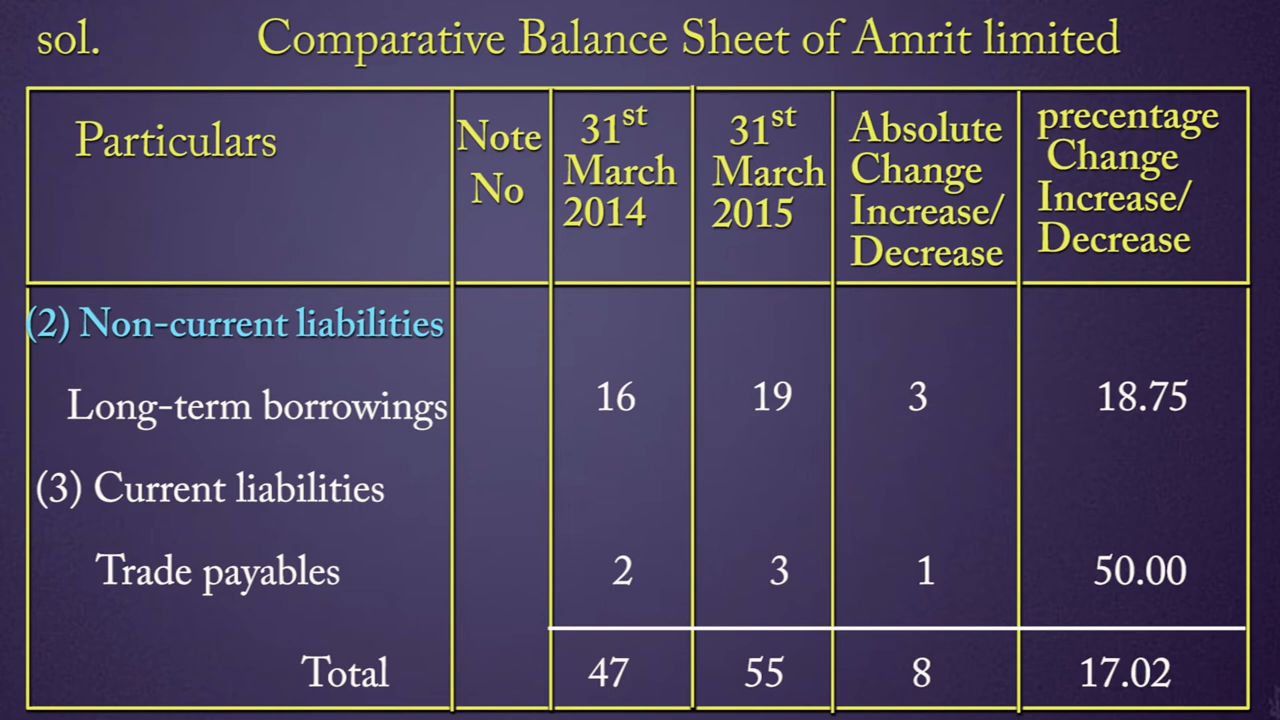 sol. Comparative Balance Sheet of Amrit limited
Particulars Note No 31st March 2014 31st March 2015 Absolute Change Increase/ Decrease precentage Change Increase/ Decrease
(2) Non-current liabilities
Long-term borrowings 16 19 3 18.75
(3) Current liabilities
Trade payables 2 3 1 50.00
Total 47 55 8 17.02